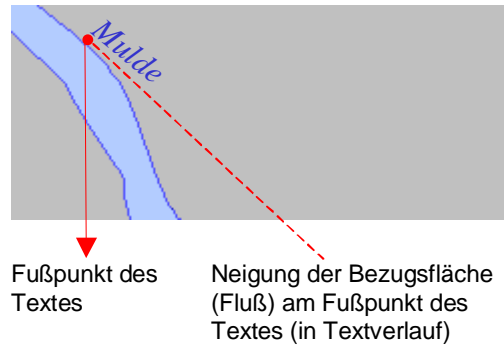 Mulde
Fußpunkt des
Textes
Neigung der Bezugsfläche
(Fluß) am Fußpunkt des
Textes (in Textverlauf)